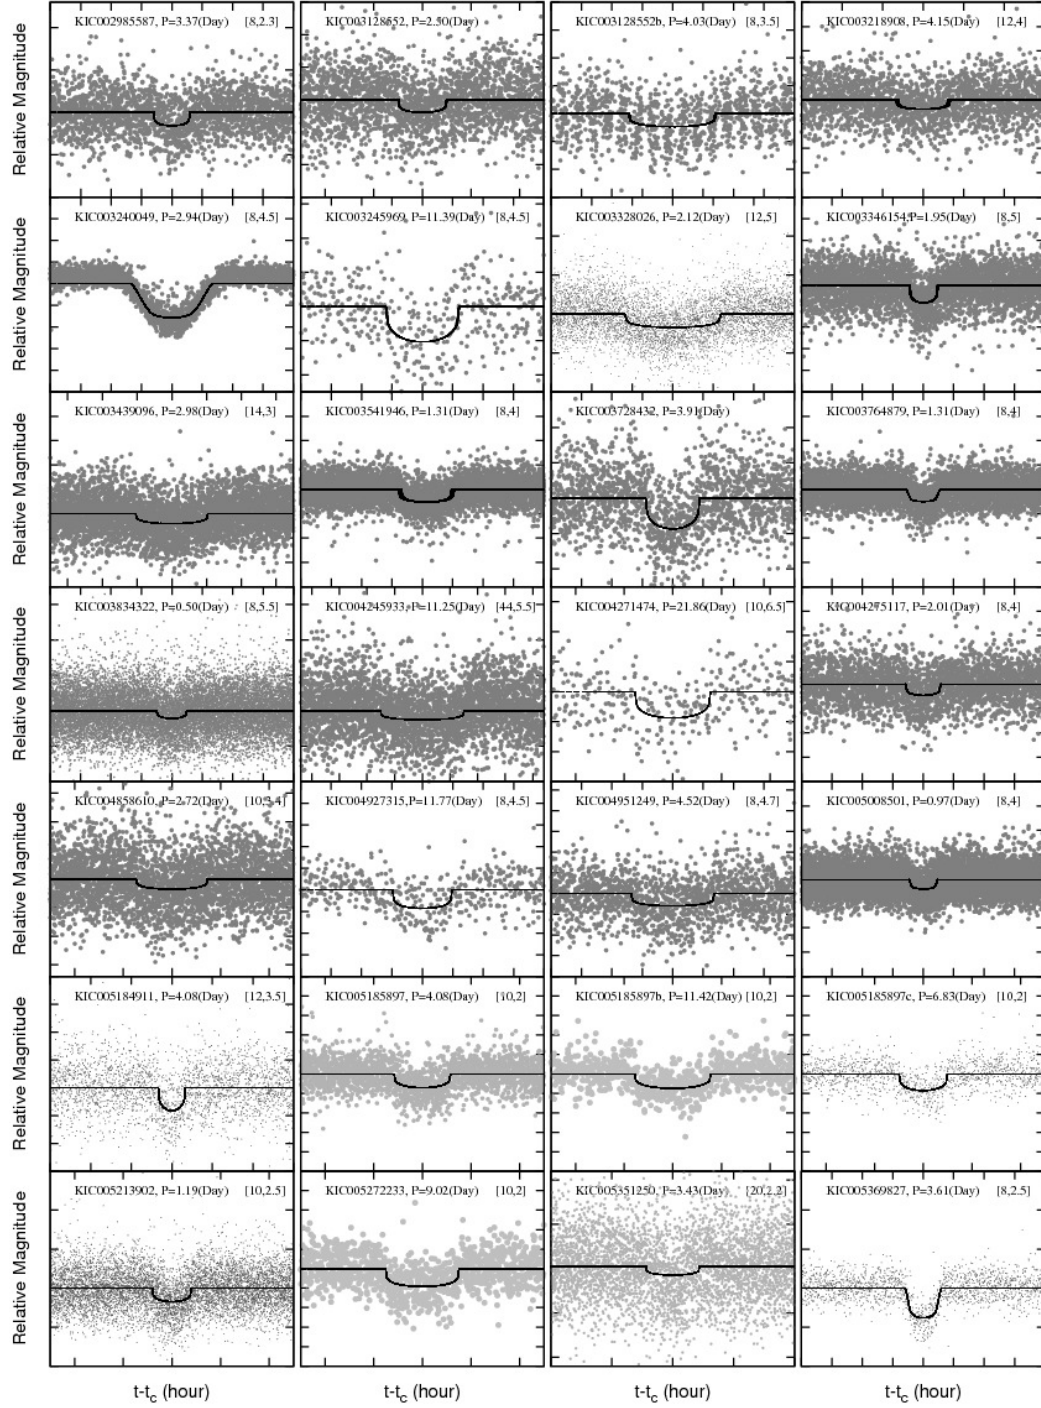 Relative Magnitude
KIC002985587, P=3.37(Day) [8,2.3]
KIC003128552, P=2.50(Day)
KIC003128552b, P=4.03(Day) [8,3.5]
KIC003218908, P=4.15(Day) [12,4]
Relative Magnitude
KIC003240049, P=2.94(Day) [8,4.5]
KIC003245969, P=11.39(Day) [8,4.5]
KIC003328026, P=2.12(Day) [12,5]
KIC003346154, P=1.95(Day) [8,5]
Relative Magnitude
KIC003439096, P=2.98(Day) [14,3]
KIC003541946, P=1.31(Day) [8,4]
KIC003728432, P=3.91(Day)
KIC003764879, P=1.31(Day) [8,4]
Relative Magnitude
KIC003834322, P=0.50(Day) [8,5.5]
KIC004245933, P=11.25(Day) [44,5.5]
KIC004271474, P=21.86(Day) [10,6.5]
KIC004275117, P=2.01(Day) [8,4]
Relative Magnitude
KIC004858610, P=2.72(Day) [10,3.4]
KIC004927315, P=11.77(Day) [8,4.5]
KIC004951249, P=4.52(Day) [8,4.7]
KIC005008501, P=0.97(Day) [8,4]
Relative Magnitude
KIC005184911, P=4.08(Day) [12,3.5]
KIC005185897, P=4.08(Day) [10,2]
KIC005185897b, P=11.42(Day) [10,2]
KIC005185897c, P=6.83(Day) [10,2]
Relative Magnitude
KIC005213902, P=1.19(Day) [10,2.5]
KIC005272233, P=9.02(Day) [10,2]
KIC005351250, P=3.43(Day) [20,2.2]
KIC005369827, P=3.61(Day) [8,2.5]
t-tc (hour)
t-tc (hour)
t-tc (hour)
t-tc (hour)